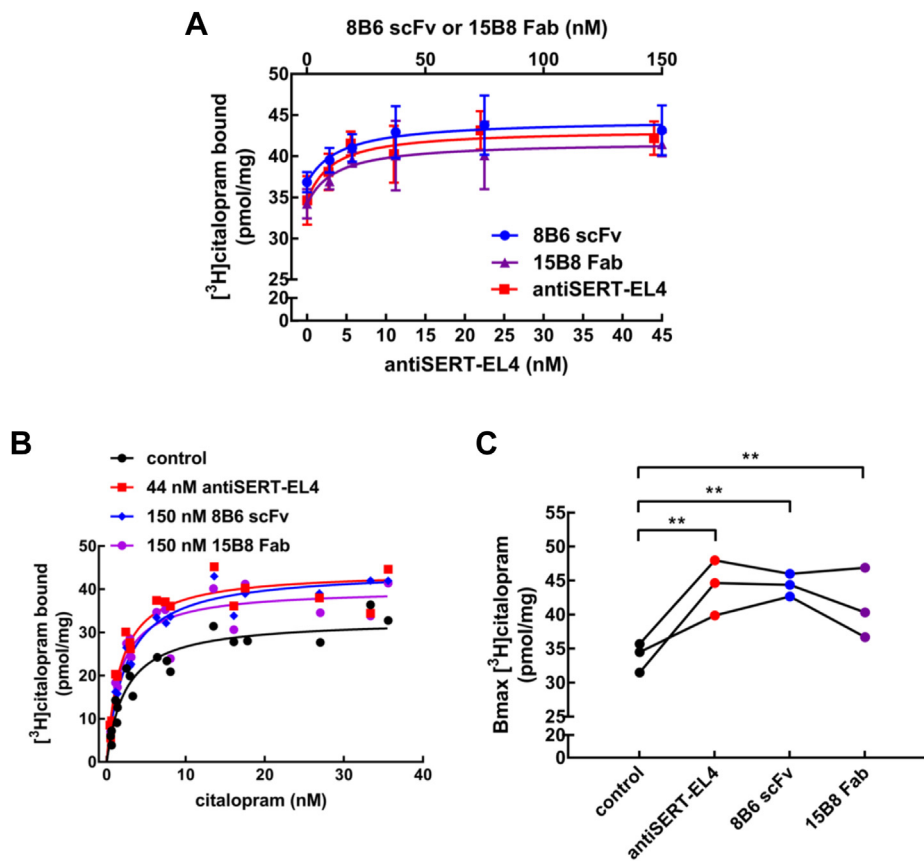 A
8B6 scFv or 15B8 Fab (nM)
0 50 100 150
50
45
40
35
30
25
20
0
[³H]citalopram bound
(pmol/mg)
8B6 scFv
15B8 Fab
antiSERT-EL4
0 5 10 15 20 25 30 35 40 45
antiSERT-EL4 (nM)
B
control
44 nM antiSERT-EL4
150 nM 8B6 scFv
150 nM 15B8 Fab
50
40
30
20
10
0
[³H]citalopram bound
(pmol/mg)
0 10 20 30 40
citalopram (nM)
C
**
**
**
55
50
45
40
35
30
25
20
0
Bmax [³H]citalopram
(pmol/mg)
control
antiSERT-EL4
8B6 scFv
15B8 Fab